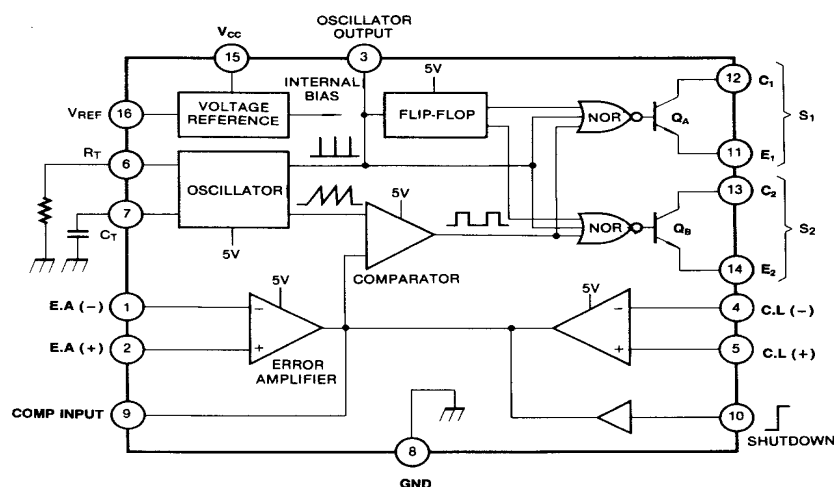 OSCILLATOR
OUTPUT
VCC
15
3
INTERNAL
BIAS
5V
VREF
16
VOLTAGE
REFERENCE
FLIP-FLOP
NOR
QA
12
C1
S1
11
E1
RT
6
OSCILLATOR
7
CT
5V
5V
COMPARATOR
NOR
QB
13
C2
S2
14
E2
E.A (−)
1
5V
−
E.A (+)
2
+
ERROR
AMPLIFIER
5V
−
4
C.L (−)
+
5
C.L (+)
COMP INPUT
9
10
SHUTDOWN
8
GND